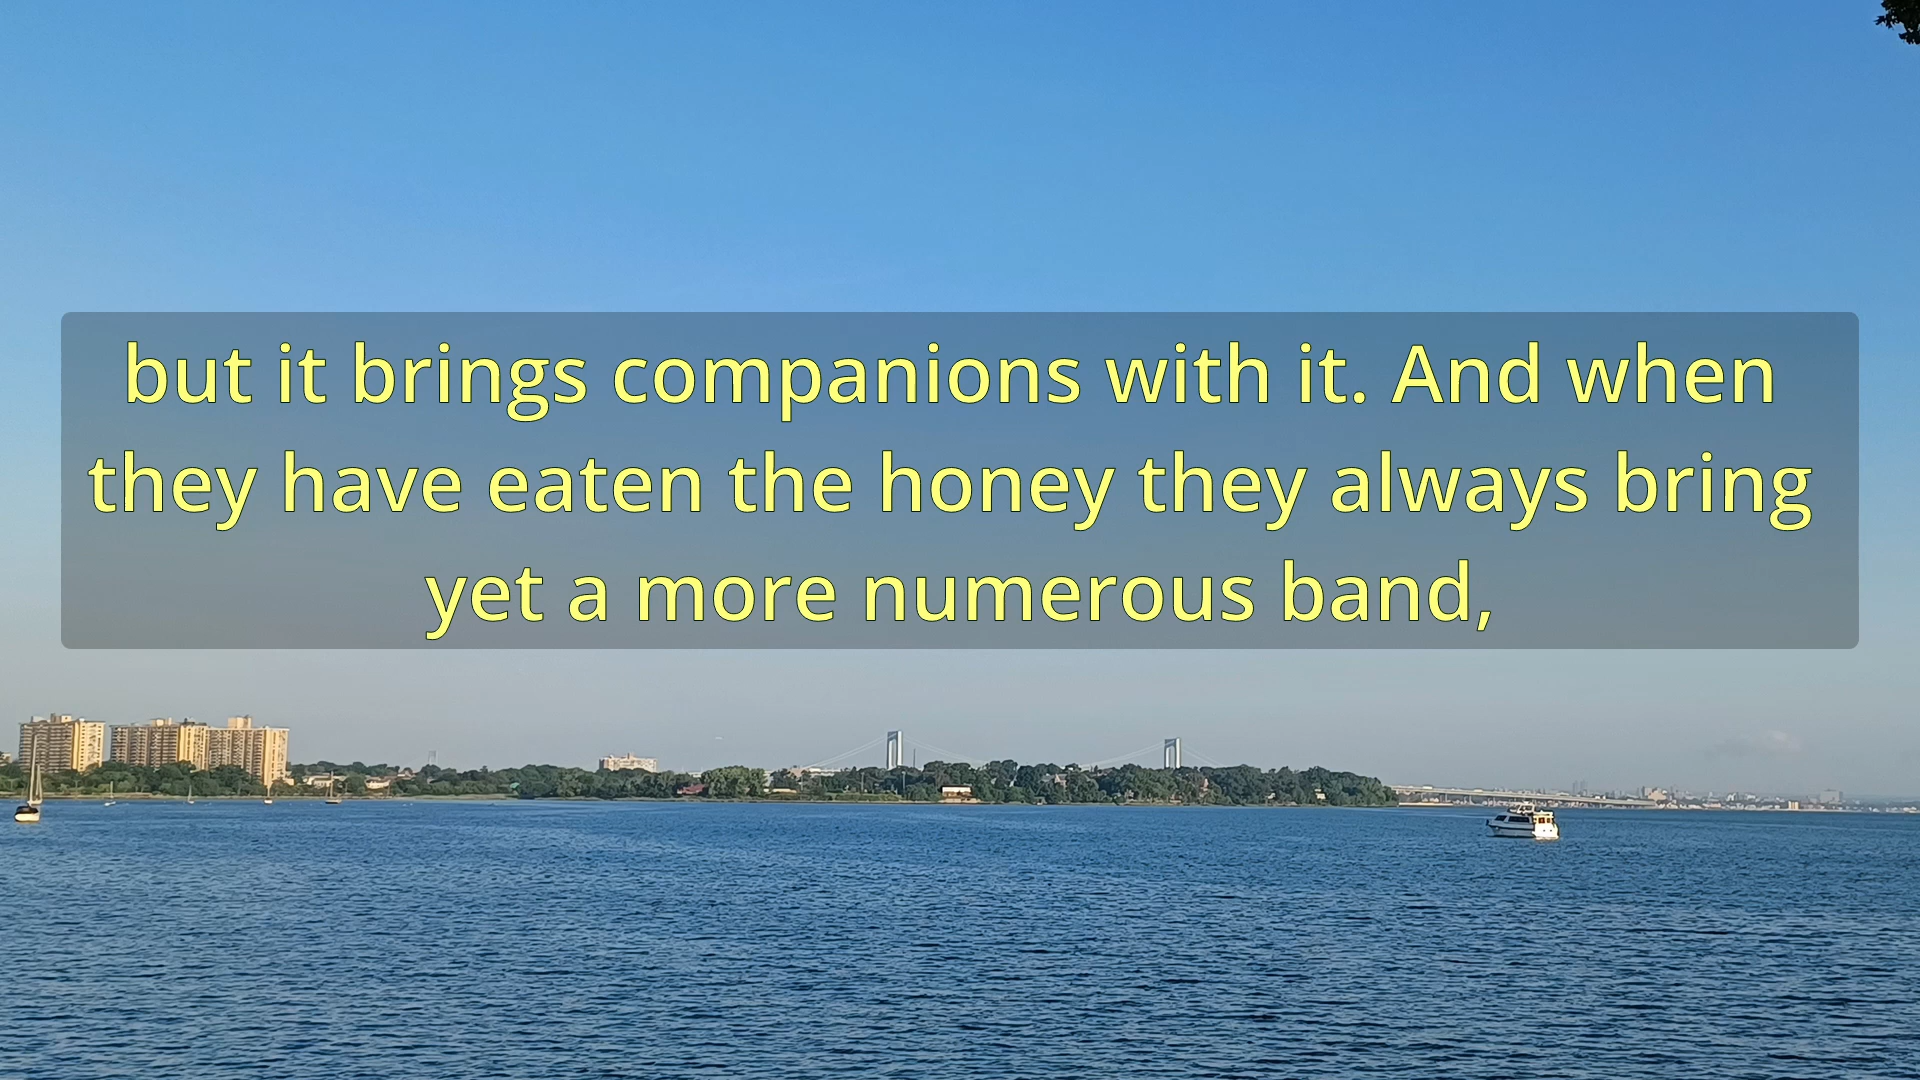 but it brings companions with it. And when
they have eaten the honey they always bring
yet a more numerous band,